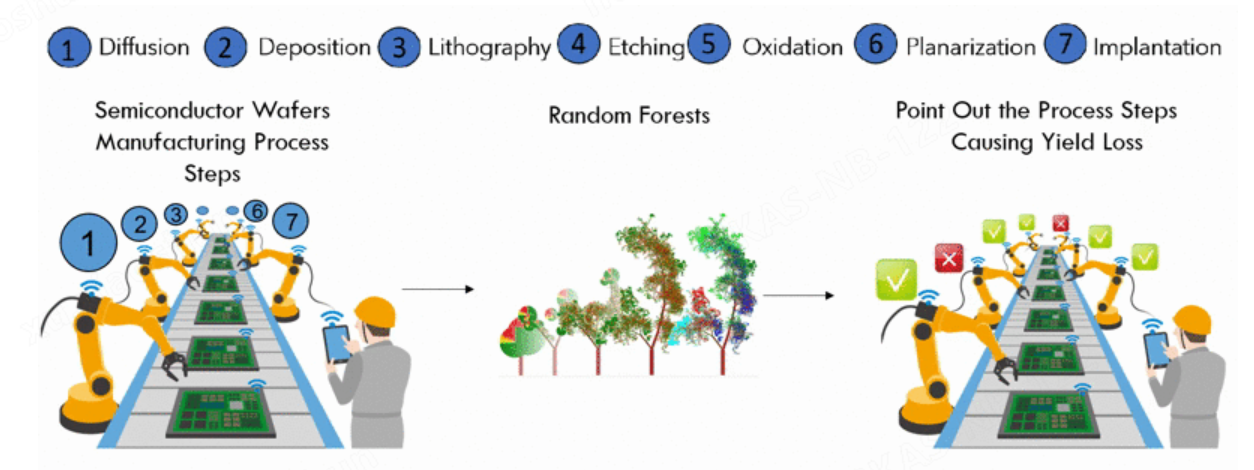 1 Diffusion 2 Deposition 3 Lithography 4 Etching 5 Oxidation 6 Planarization 7 Implantation
Semiconductor Wafers
Manufacturing Process
Steps
Random Forests
Point Out the Process Steps
Causing Yield Loss
1 2 3 6 7